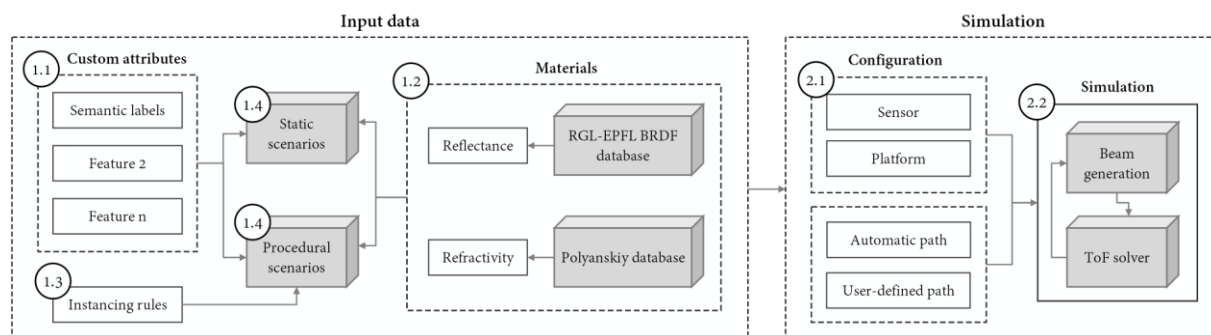 Input data
Simulation
1.1
Custom attributes
Semantic labels
Feature 2
Feature n
1.3
Instancing rules
1.4
Static
scenarios
1.4
Procedural
scenarios
1.2
Materials
Reflectance
RGL-EPFL BRDF
database
Refractivity
Polyanskiy database
2.1
Configuration
Sensor
Platform
Automatic path
User-defined path
2.2
Simulation
Beam
generation
ToF solver